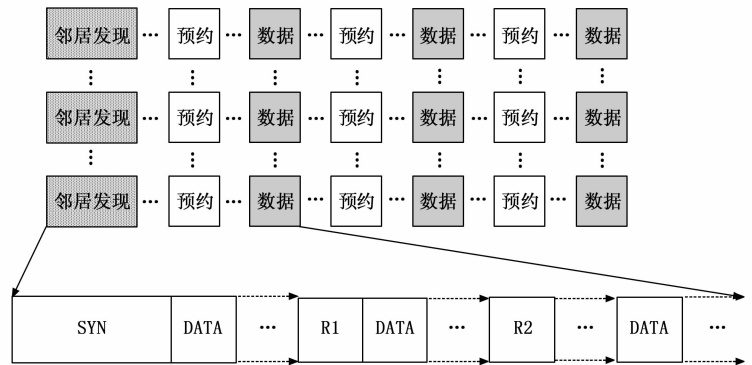 邻居发现 … 预约 … 数据 … 预约 … 数据 … 预约 … 数据
邻居发现 … 预约 … 数据 … 预约 … 数据 … 预约 … 数据
邻居发现 … 预约 … 数据 … 预约 … 数据 … 预约 … 数据
SYN DATA … R1 DATA … R2 … DATA …